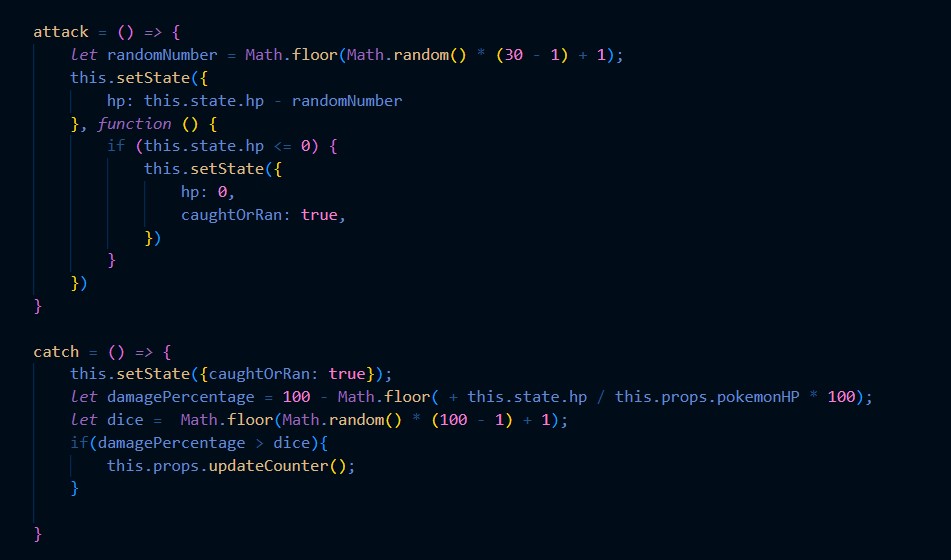 attack = () => {
    let randomNumber = Math.floor(Math.random() * (30 - 1) + 1);
    this.setState({
        hp: this.state.hp - randomNumber
    }, function () {
        if (this.state.hp <= 0) {
            this.setState({
                hp: 0,
                caughtOrRan: true,
            })
        }
    })
}

catch = () => {
    this.setState({caughtOrRan: true});
    let damagePercentage = 100 - Math.floor( + this.state.hp / this.props.pokemonHP * 100);
    let dice =  Math.floor(Math.random() * (100 - 1) + 1);
    if(damagePercentage > dice){
        this.props.updateCounter();
    }

}